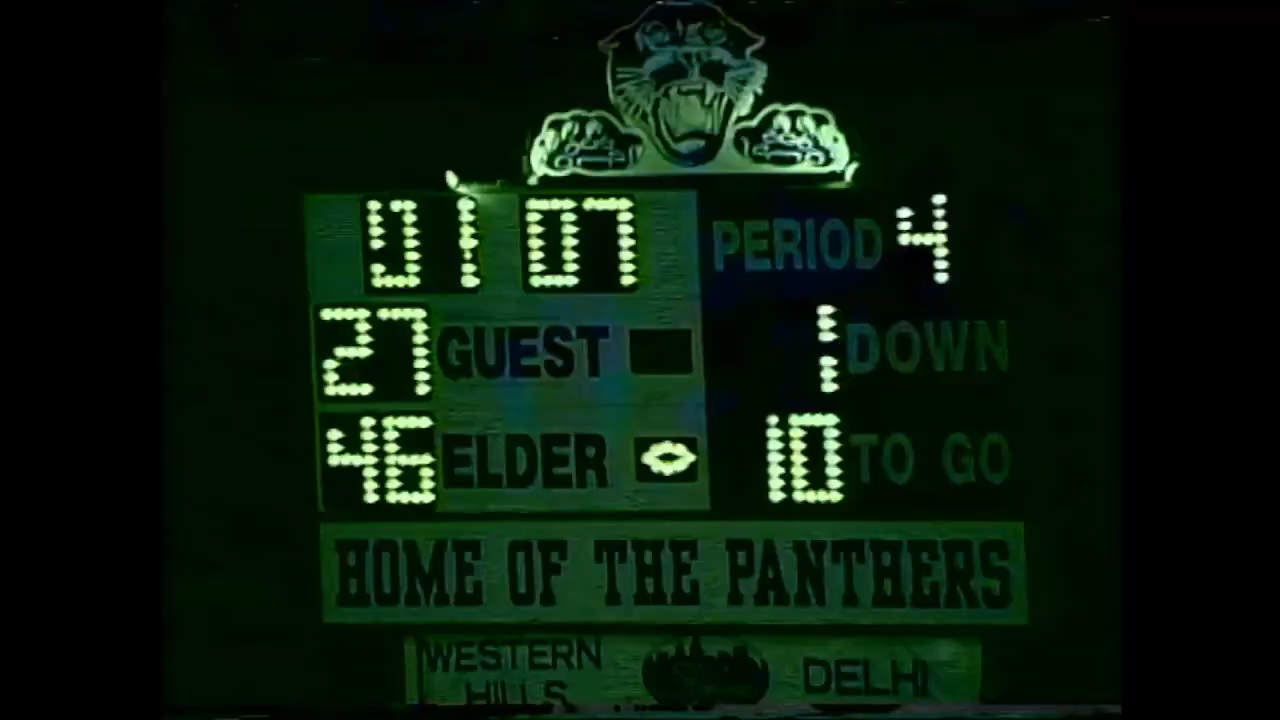 01 07 PERIOD 4
27 GUEST 1 DOWN
46 ELDER 10 TO GO
HOME OF THE PANTHERS
WESTERN HILLS DELHI